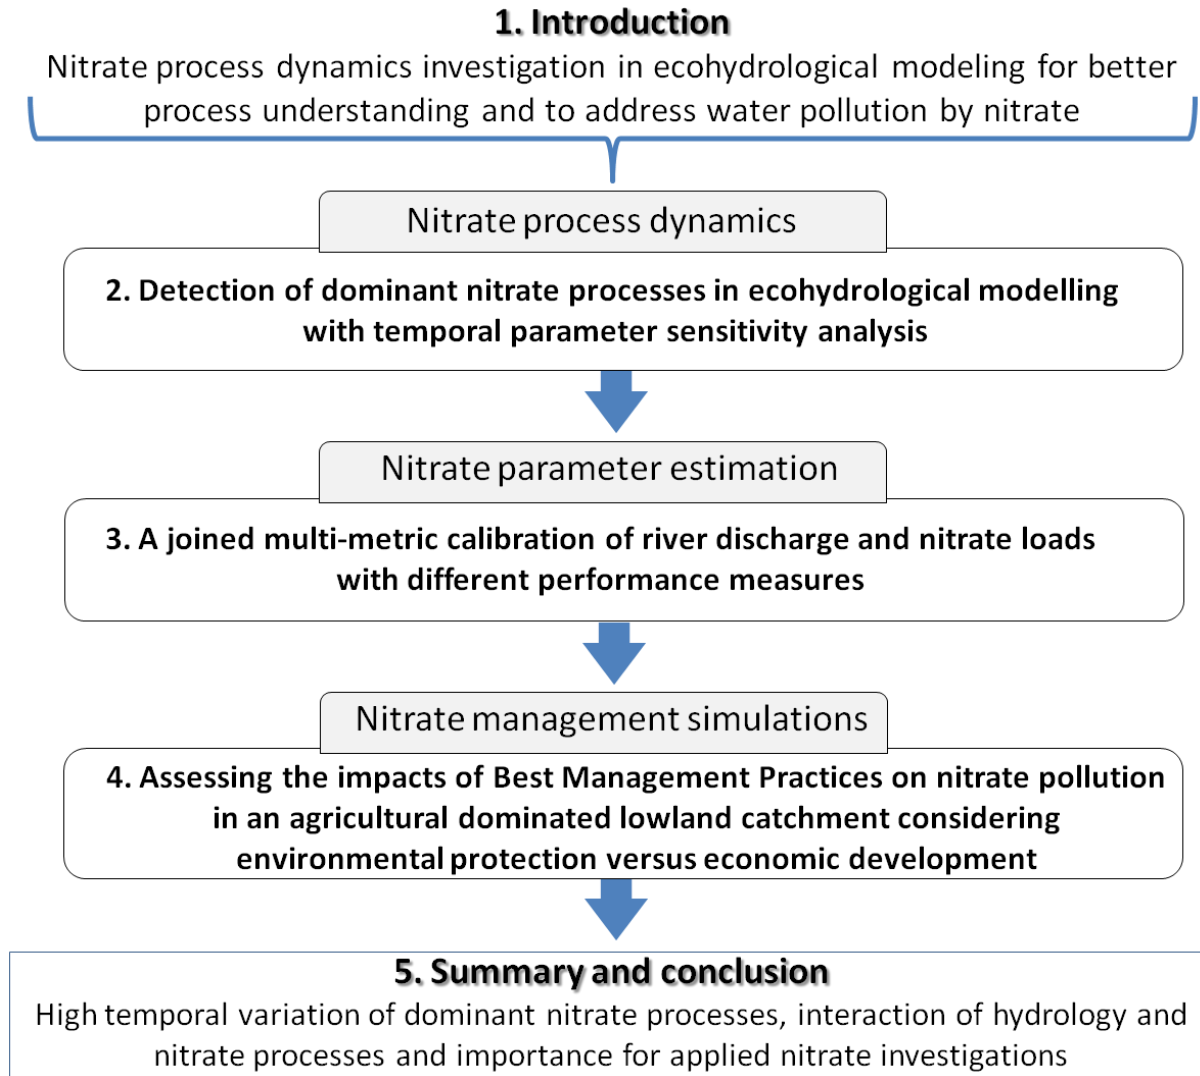 1. Introduction
Nitrate process dynamics investigation in ecohydrological modeling for better
process understanding and to address water pollution by nitrate
Nitrate process dynamics
2. Detection of dominant nitrate processes in ecohydrological modelling
with temporal parameter sensitivity analysis
Nitrate parameter estimation
3. A joined multi-metric calibration of river discharge and nitrate loads
with different performance measures
Nitrate management simulations
4. Assessing the impacts of Best Management Practices on nitrate pollution
in an agricultural dominated lowland catchment considering
environmental protection versus economic development
5. Summary and conclusion
High temporal variation of dominant nitrate processes, interaction of hydrology and
nitrate processes and importance for applied nitrate investigations